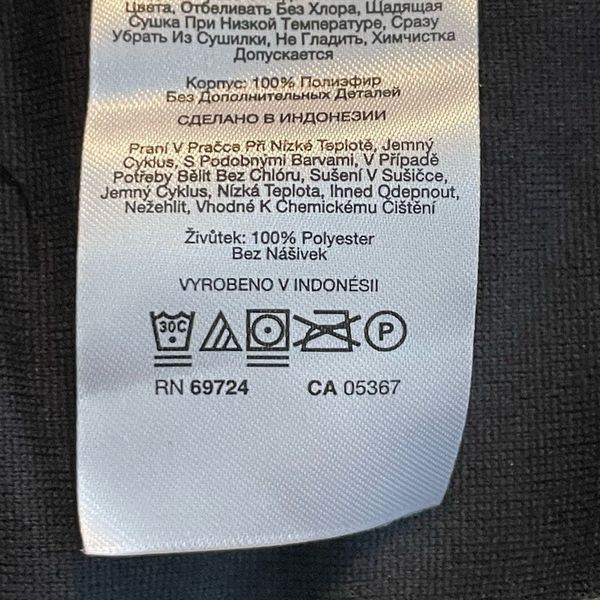 Цвета, Отбеливать Без Хлора, Щадящая
Сушка При Низкой Температуре, Сразу
Убрать Из Сушилки, Не Гладить, Химчистка
Допускается
Корпус: 100% Полиэфир
Без Дополнительных Деталей
СДЕЛАНО В ИНДОНЕЗИИ
Praní V Pračce Při Nízké Teplotě, Jemný
Cyklus, S Podobnými Barvami, V Případě
Potřeby Bělit Bez Chlóru, Sušení V Sušičce,
Jemný Cyklus, Nízká Teplota, Ihned Odepnout,
Nežehlit, Vhodné K Chemickému Čištění
Živůtek: 100% Polyester
Bez Nášivek
VYROBENO V INDONÉSII
30C P
RN 69724 CA 05367